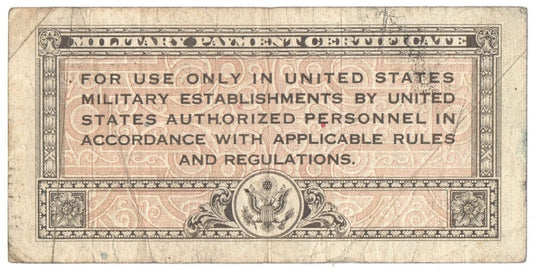 MILITARY PAYMENT CERTIFICATE
FOR USE ONLY IN UNITED STATES
MILITARY ESTABLISHMENTS BY UNITED
STATES AUTHORIZED PERSONNEL IN
ACCORDANCE WITH APPLICABLE RULES
AND REGULATIONS.